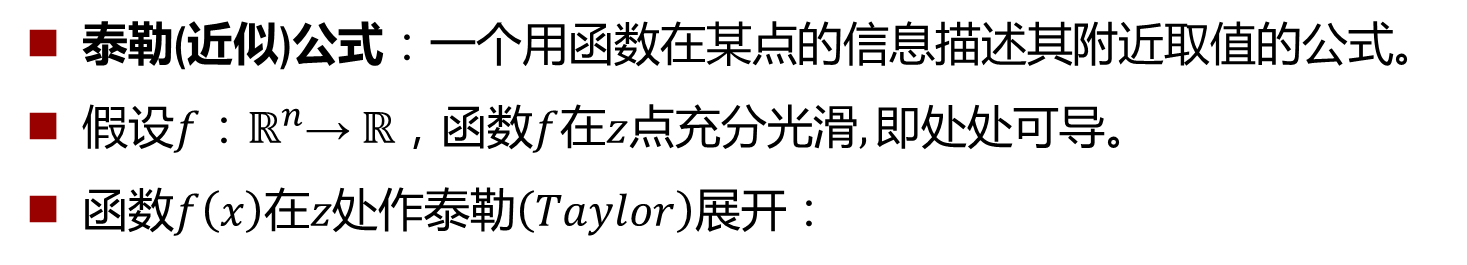 ■ 泰勒(近似)公式：一个用函数在某点的信息描述其附近取值的公式。
■ 假设f：ℝⁿ→ ℝ，函数f在z点充分光滑,即处处可导。
■ 函数f(x)在z处作泰勒(Taylor)展开：